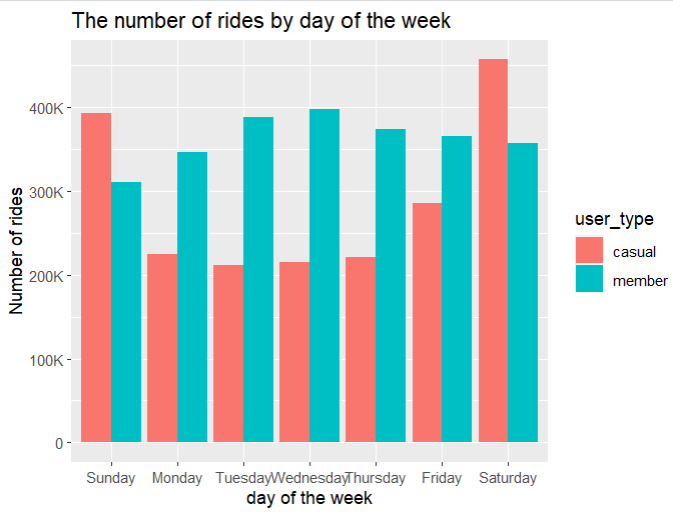 The number of rides by day of the week
Number of rides
400K
300K
200K
100K
0
Sunday Monday Tuesday Wednesday Thursday Friday Saturday
day of the week
user_type
casual
member